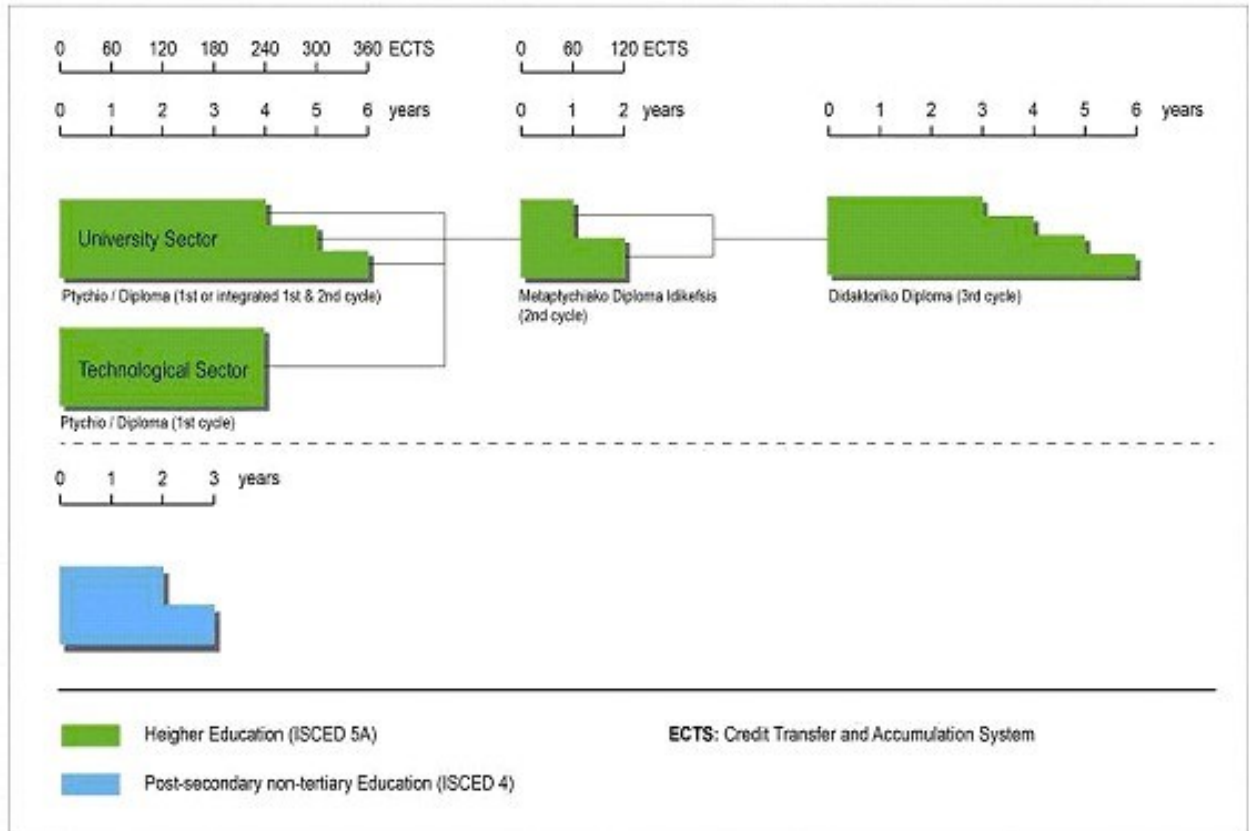 0 60 120 180 240 300 360 ECTS
0 60 120 ECTS
0 1 2 3 4 5 6 years
0 1 2 years
0 1 2 3 4 5 6 years
University Sector
Ptychio / Diploma (1st or integrated 1st & 2nd cycle)
Metaptychiako Diploma Idikefsis
(2nd cycle)
Didaktoriko Diploma (3rd cycle)
Technological Sector
Ptychio / Diploma (1st cycle)
0 1 2 3 years
Heigher Education (ISCED 5A)
ECTS: Credit Transfer and Accumulation System
Post-secondary non-tertiary Education (ISCED 4)